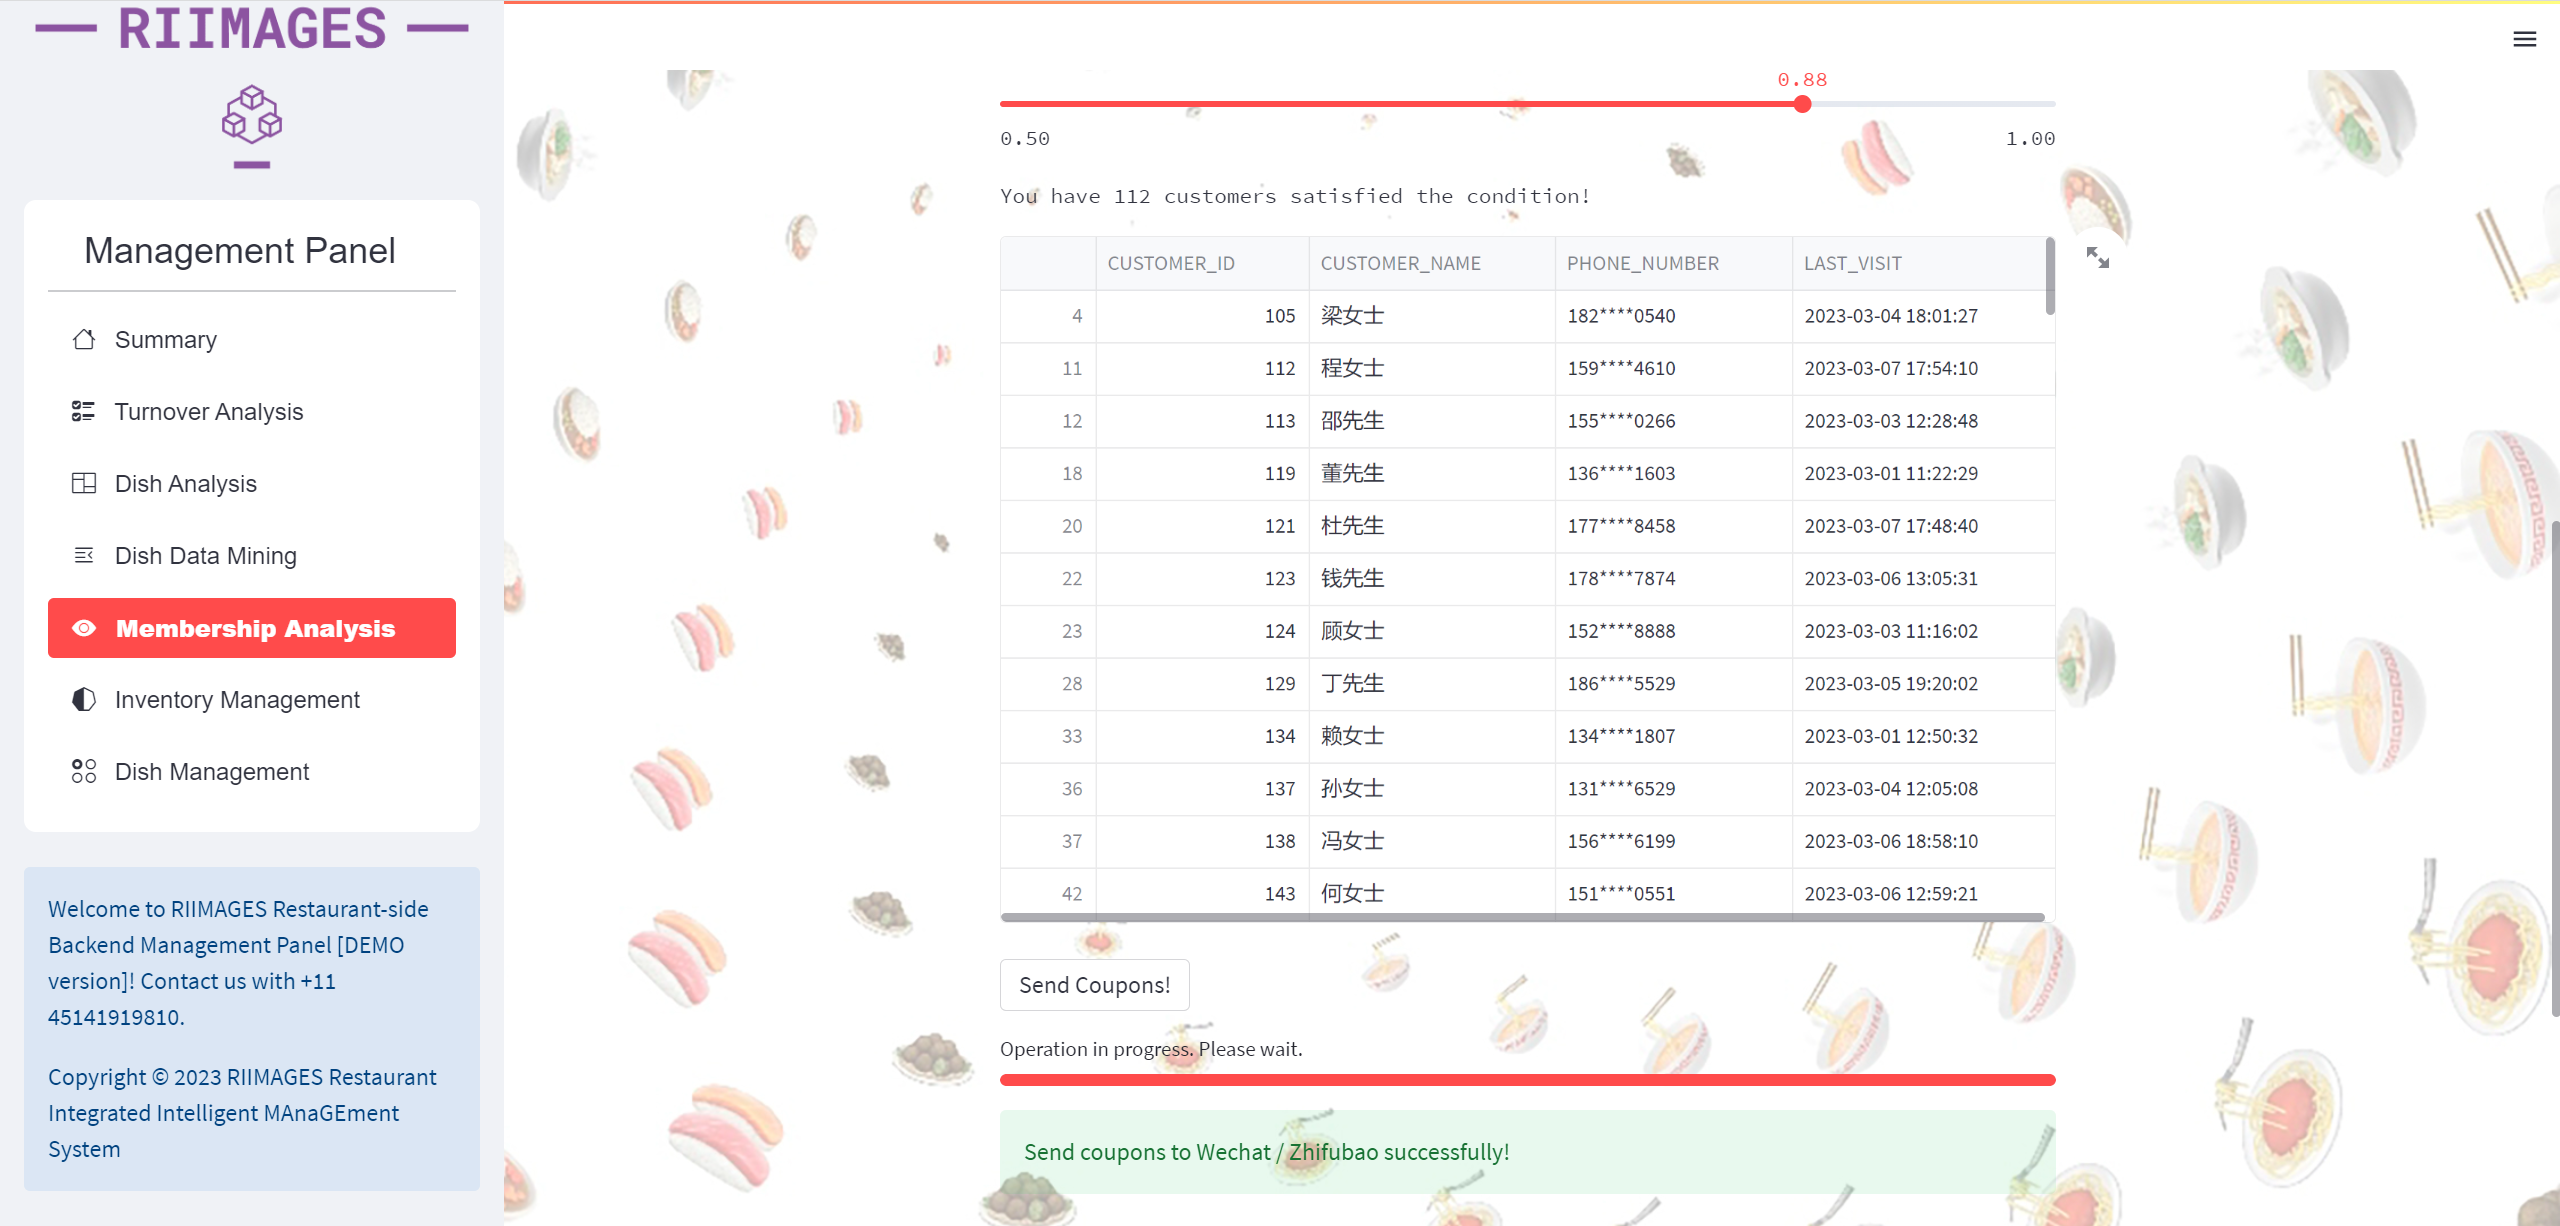 RIIMAGES
Management Panel
Summary
Turnover Analysis
Dish Analysis
Dish Data Mining
Membership Analysis
Inventory Management
Dish Management
Welcome to RIIMAGES Restaurant-side
Backend Management Panel [DEMO
version]! Contact us with +11
45141919810.
Copyright © 2023 RIIMAGES Restaurant
Integrated Intelligent MAnaGEment
System
0.88
0.50 1.00
You have 112 customers satisfied the condition!
CUSTOMER_ID CUSTOMER_NAME PHONE_NUMBER LAST_VISIT
4 105 梁女士 182****0540 2023-03-04 18:01:27
11 112 程女士 159****4610 2023-03-07 17:54:10
12 113 邵先生 155****0266 2023-03-03 12:28:48
18 119 董先生 136****1603 2023-03-01 11:22:29
20 121 杜先生 177****8458 2023-03-07 17:48:40
22 123 钱先生 178****7874 2023-03-06 13:05:31
23 124 顾女士 152****8888 2023-03-03 11:16:02
28 129 丁先生 186****5529 2023-03-05 19:20:02
33 134 赖女士 134****1807 2023-03-01 12:50:32
36 137 孙女士 131****6529 2023-03-04 12:05:08
37 138 冯女士 156****6199 2023-03-06 18:58:10
42 143 何女士 151****0551 2023-03-06 12:59:21
Send Coupons!
Operation in progress. Please wait.
Send coupons to Wechat / Zhifubao successfully!